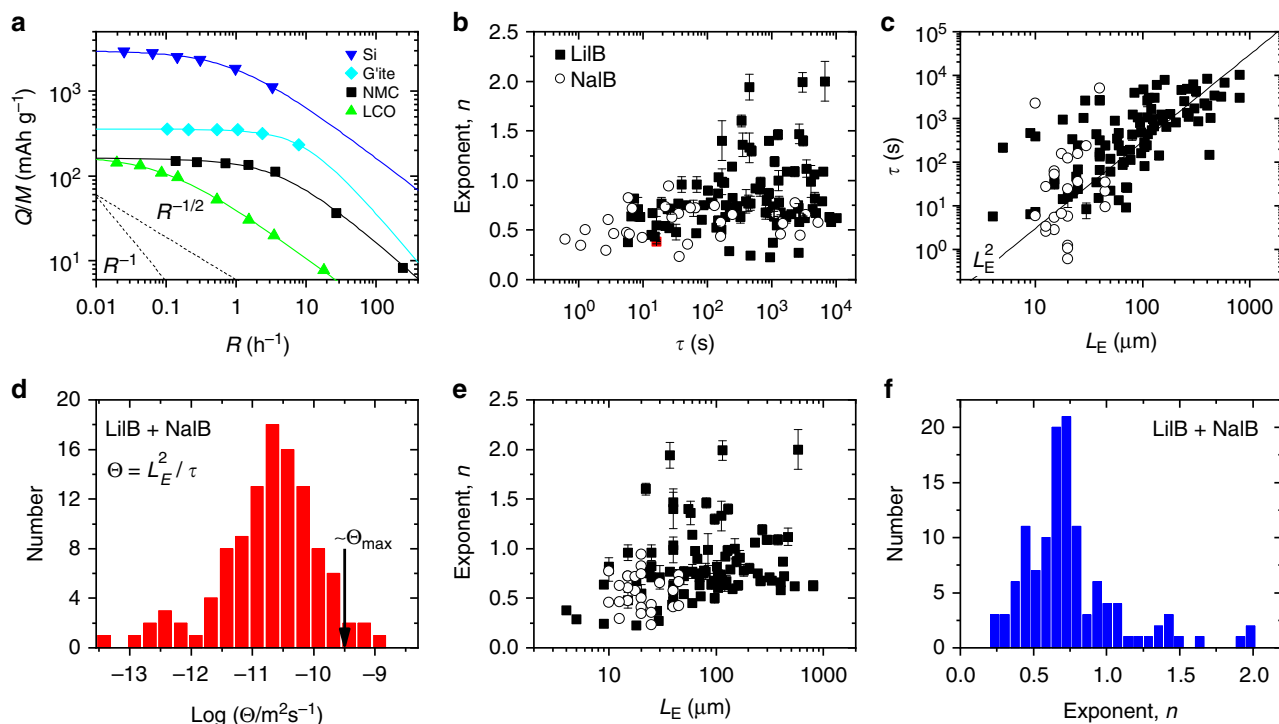 a
Q/M (mAh g⁻¹)
10³
10²
10¹
Si
G'ite
NMC
LCO
R⁻¹/²
R⁻¹
0.01 0.1 1 10 100
R (h⁻¹)
b
Exponent, n
2.5
2.0
1.5
1.0
0.5
0.0
LiIB
NaIB
10⁰ 10¹ 10² 10³ 10⁴
τ (s)
c
τ (s)
10⁵
10⁴
10³
10²
10¹
10⁰
L_E²
10 100 1000
L_E (μm)
d
Number
20
16
12
8
4
0
LiIB + NaIB
Θ = L_E² / τ
~Θmax
–13 –12 –11 –10 –9
Log (Θ/m²s⁻¹)
e
Exponent, n
2.5
2.0
1.5
1.0
0.5
0.0
10 100 1000
L_E (μm)
f
Number
20
15
10
5
0
LiIB + NaIB
0.0 0.5 1.0 1.5 2.0
Exponent, n